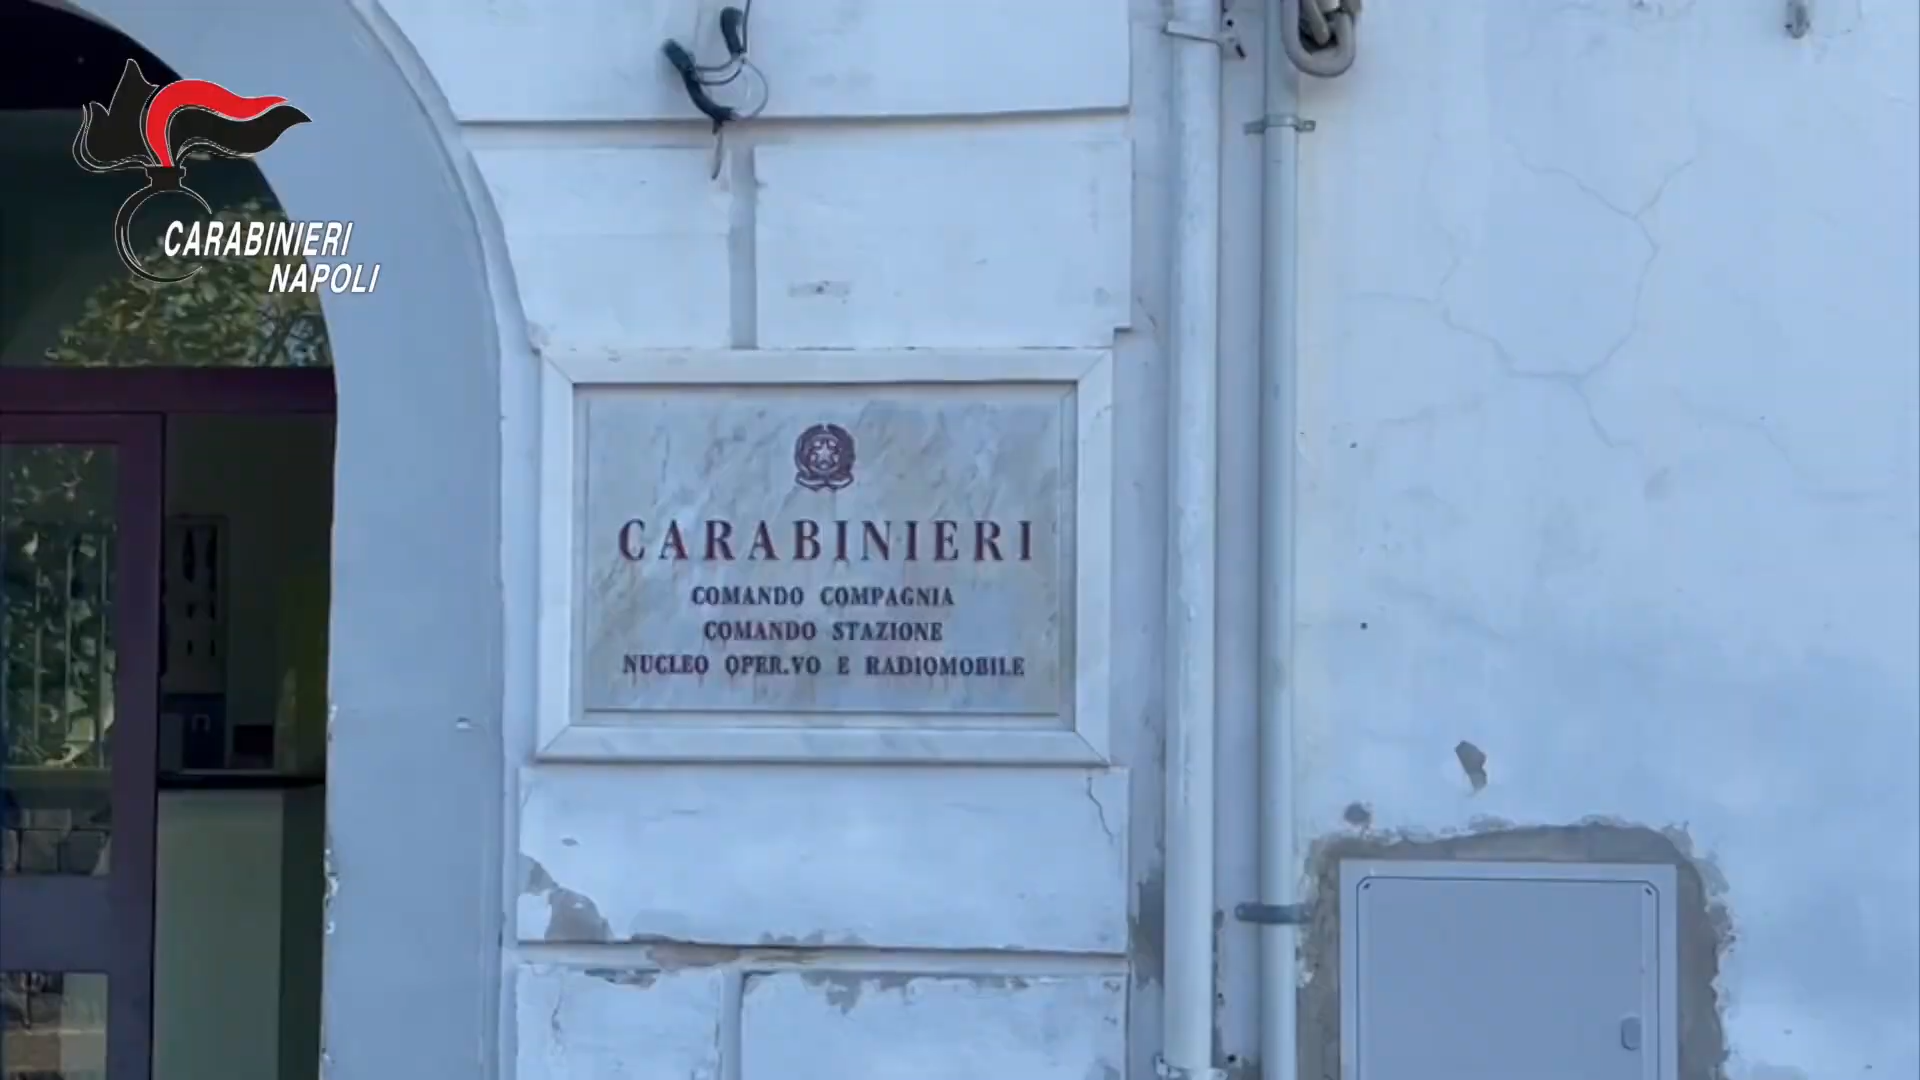 CARABINIERI
NAPOLI
CARABINIERI
COMANDO COMPAGNIA
COMANDO STAZIONE
NUCLEO OPER.VO E RADIOMOBILE